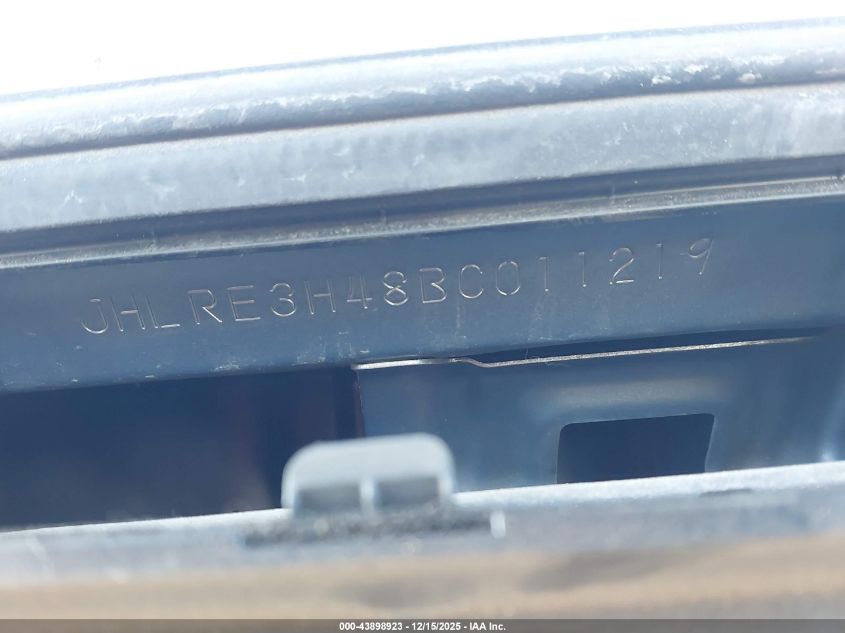 JHLRE3H48BC011219
000-43898923 - 12/15/2025 - IAA Inc.